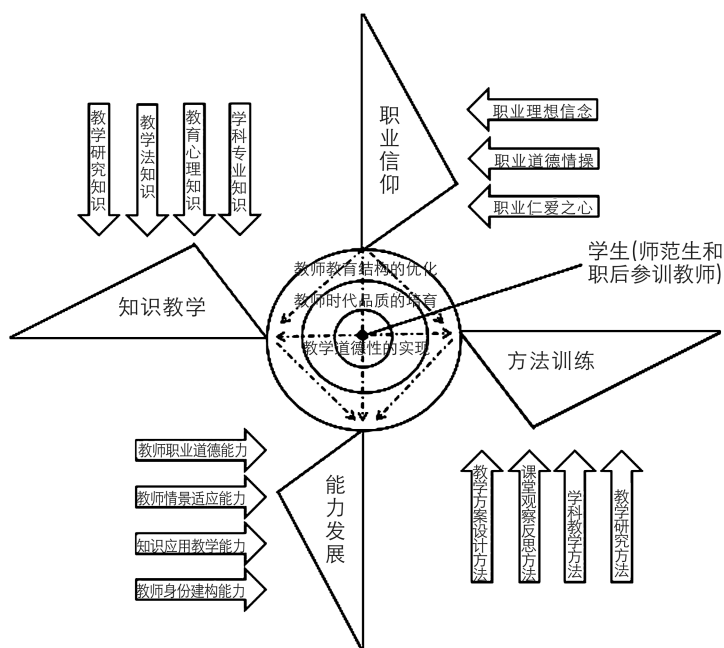 职业信仰
职业理想信念
职业道德情操
职业仁爱之心
教学研究知识
教学法知识
教育心理知识
学科专业知识
知识教学
学生(师范生和
职后参训教师)
教师教育结构的优化
教师时代品质的培育
教学道德性的实现
方法训练
教师职业道德能力
教师情景适应能力
知识应用教学能力
教师身份建构能力
能力发展
教学方案设计方法
课堂观察反思方法
学科教学方法
教学研究方法